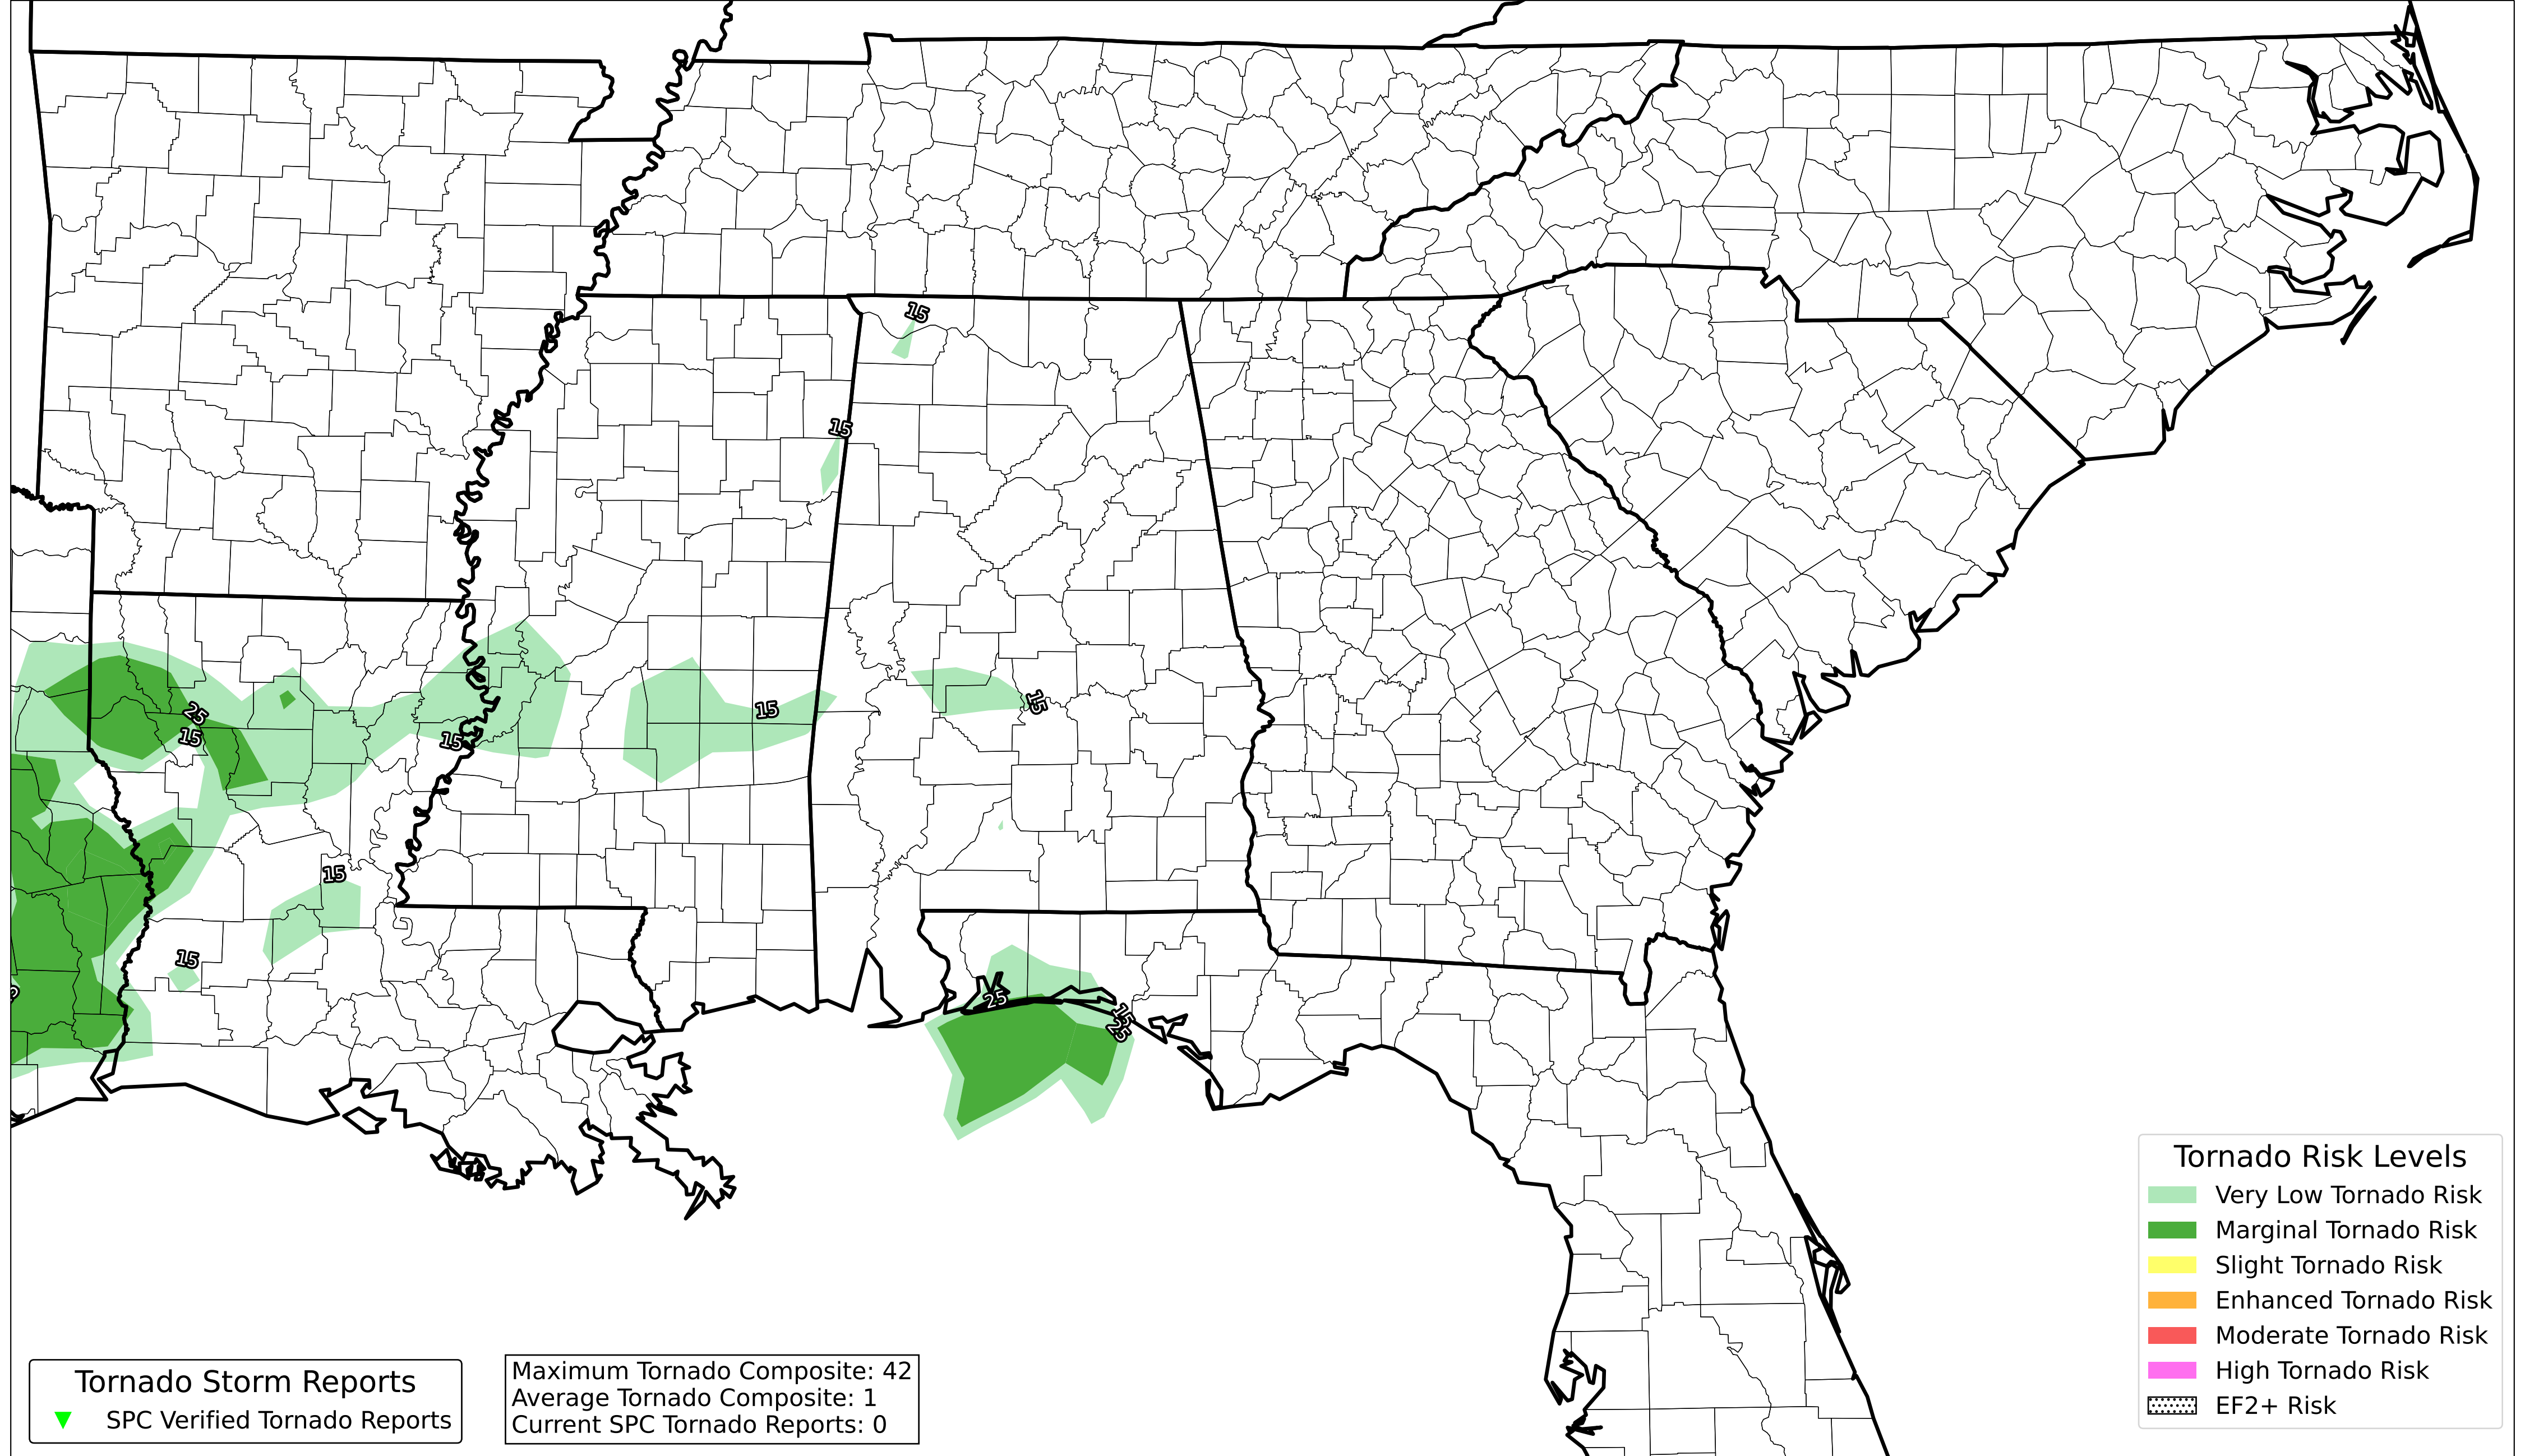 15
15
15
25
15
15
15
15
15
25
15
25
Tornado Risk Levels
Very Low Tornado Risk
Marginal Tornado Risk
Slight Tornado Risk
Enhanced Tornado Risk
Moderate Tornado Risk
High Tornado Risk
EF2+ Risk
Tornado Storm Reports
SPC Verified Tornado Reports
Maximum Tornado Composite: 42
Average Tornado Composite: 1
Current SPC Tornado Reports: 0